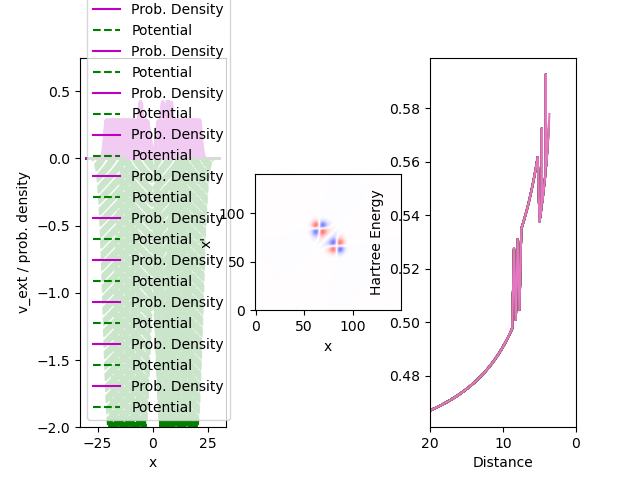 Prob. Density
Potential
Prob. Density
Potential
Prob. Density
Potential
Prob. Density
Potential
Prob. Density
Potential
Prob. Density
Potential
Prob. Density
Potential
Prob. Density
Potential
Prob. Density
Potential
Prob. Density
Potential
0.5
0.0
−0.5
−1.0
−1.5
−2.0
−25
0
25
x
v_ext / prob. density
100
50
0
0
50
100
x
x'
0.58
0.56
0.54
0.52
0.50
0.48
20
10
0
Distance
Hartree Energy